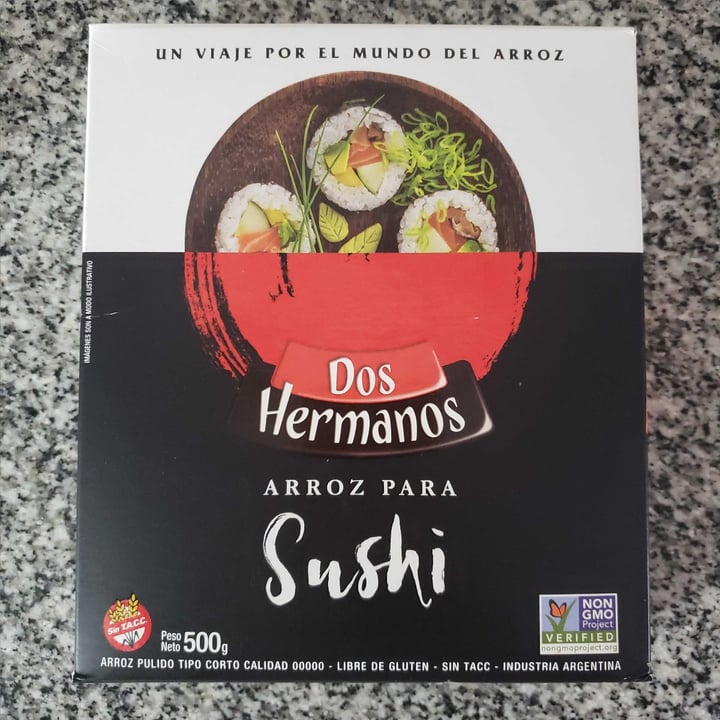 UN VIAJE POR EL MUNDO DEL ARROZ
IMÁGENES SON A MODO ILUSTRATIVO
Dos
Hermanos
ARROZ PARA
Sushi
Sin T.A.C.C.
Peso
Neto 500g
NON
GMO
Project
VERIFIED
nongmoproject.org
ARROZ PULIDO TIPO CORTO CALIDAD 00000 - LIBRE DE GLUTEN - SIN TACC - INDUSTRIA ARGENTINA